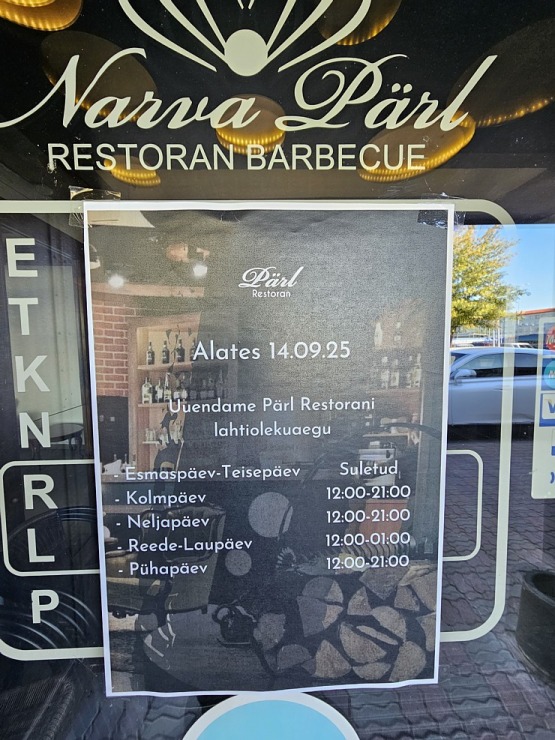 Narva Pärl
RESTORAN BARBECUE
E
T
K
N
R
L
P
Pärl
Restoran
Alates 14.09.25
Uuendame Pärl Restorani
lahtiolekuaegu
- Esmaspäev-Teisepäev Suletud
- Kolmpäev 12:00-21:00
- Neljapäev 12:00-21:00
- Reede-Laupäev 12:00-01:00
- Pühapäev 12:00-21:00